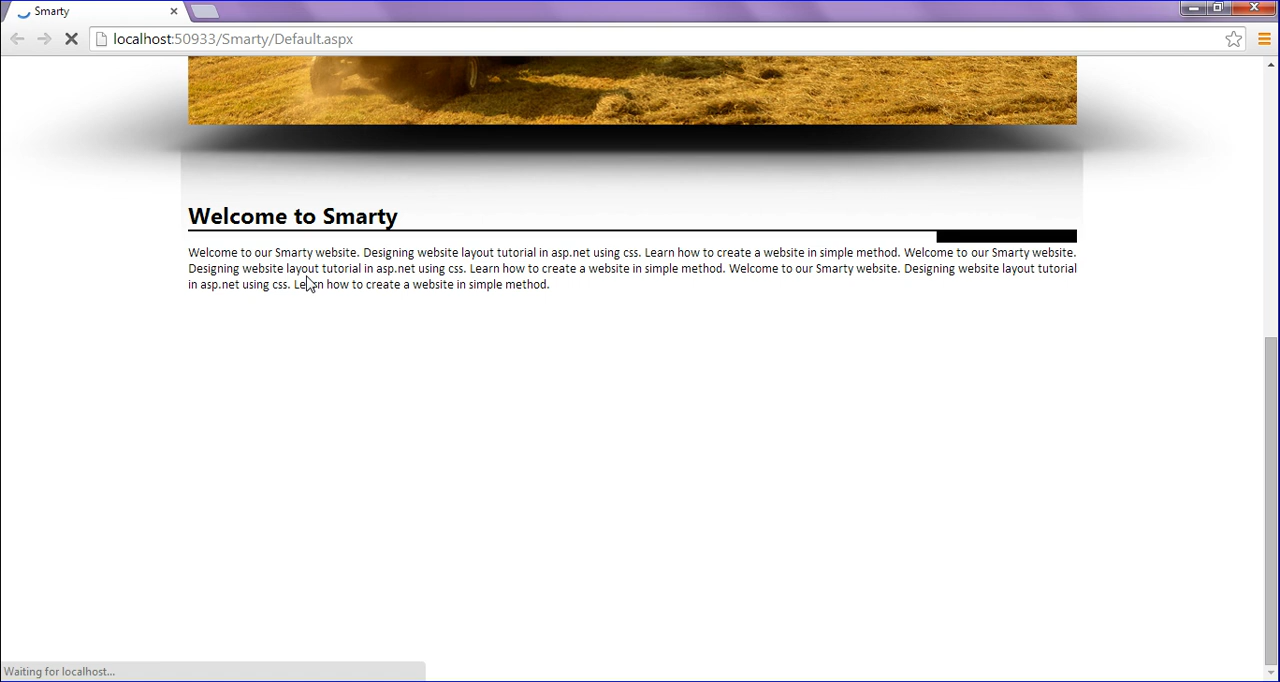 Smarty
localhost:50933/Smarty/Default.aspx
Welcome to Smarty
Welcome to our Smarty website. Designing website layout tutorial in asp.net using css. Learn how to create a website in simple method. Welcome to our Smarty website.
Designing website layout tutorial in asp.net using css. Learn how to create a website in simple method. Welcome to our Smarty website. Designing website layout tutorial
in asp.net using css. Learn how to create a website in simple method.
Waiting for localhost...